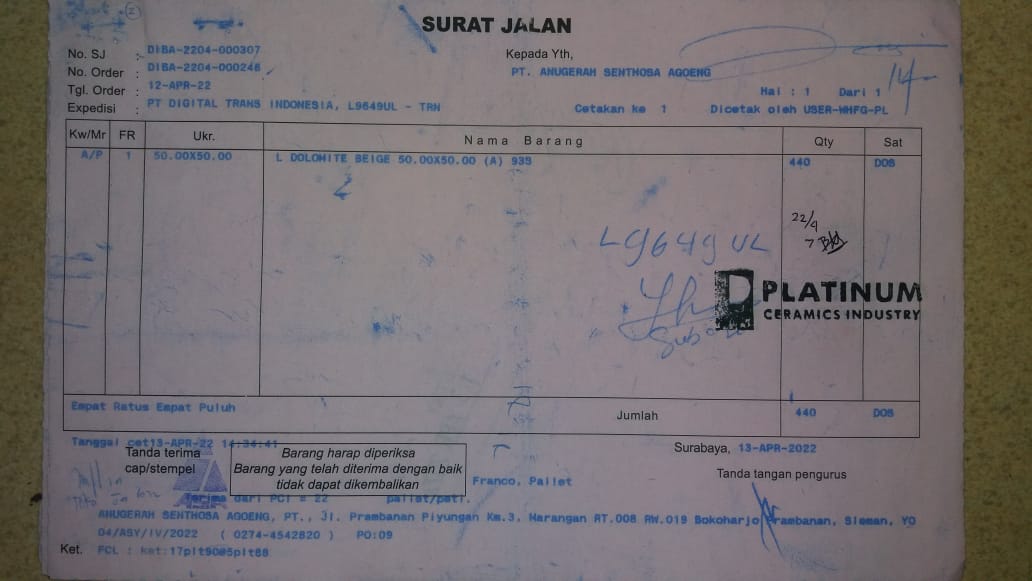 SURAT JALAN
No. SJ : DIBA-2204-000307
Kepada Yth,
No. Order : DIBA-2204-000246
PT. ANUGERAH SENTHOSA AGOENG
14-
Tgl. Order : 12-APR-22
Hal : 1 Dari 1
Expedisi : PT DIGITAL TRANS INDONESIA, L9649UL - TRN
Cetakan ke 1 Dicetak oleh USER-WHFG-PL
Kw/Mr FR Ukr. Nama Barang Qty Sat
A/P 1 50.00X50.00 L DOLOMITE BEIGE 50.00X50.00 (A) 939 440 DOS
22/4
7
L9649 UL
PLATINUM
CERAMICS INDUSTRY
Empat Ratus Empat Puluh
Jumlah 440 DOS
Tanggal cet13-APR-22 14:34:41
Surabaya, 13-APR-2022
Tanda terima
cap/stempel
Barang harap diperiksa
Barang yang telah diterima dengan baik
tidak dapat dikembalikan
Tanda tangan pengurus
Franco, Pallet
Terima dari PCI = 22 pallet/peti.
ANUGERAH SENTHOSA AGOENG, PT., Jl. Prambanan Piyungan Km.3, Marangan RT.008 RW.019 Bokoharjo Prambanan, Sleman, YO
04/ASY/IV/2022 ( 0274-4542820 ) PO:09
Ket. FCL : ket:17plt90@5plt88